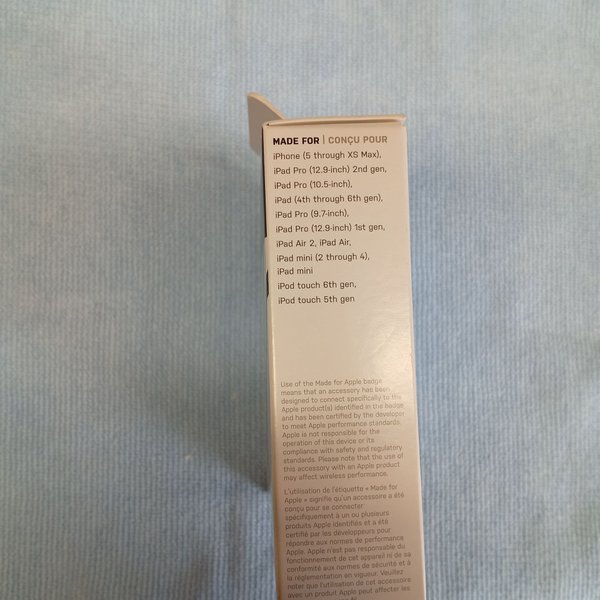 MADE FOR | CONÇU POUR
iPhone (5 through XS Max),
iPad Pro (12.9-inch) 2nd gen,
iPad Pro (10.5-inch),
iPad (4th through 6th gen),
iPad Pro (9.7-inch),
iPad Pro (12.9-inch) 1st gen,
iPad Air 2, iPad Air,
iPad mini (2 through 4),
iPad mini
iPod touch 6th gen,
iPod touch 5th gen
Use of the Made for Apple badge
means that an accessory has been
designed to connect specifically to the
Apple product(s) identified in the badge
and has been certified by the developer
to meet Apple performance standards.
Apple is not responsible for the
operation of this device or its
compliance with safety and regulatory
standards. Please note that the use of
this accessory with an Apple product
may affect wireless performance.
L'utilisation de l'étiquette « Made for
Apple » signifie qu'un accessoire a été
conçu pour se connecter
spécifiquement à un ou plusieurs
produits Apple identifiés et a été
certifié par les développeurs pour
répondre aux normes de performance
Apple. Apple n'est pas responsable du
fonctionnement de cet appareil ni de sa
conformité aux normes de sécurité et à
la réglementation en vigueur. Veuillez
noter que l'utilisation de cet accessoire
avec un produit Apple peut affecter les